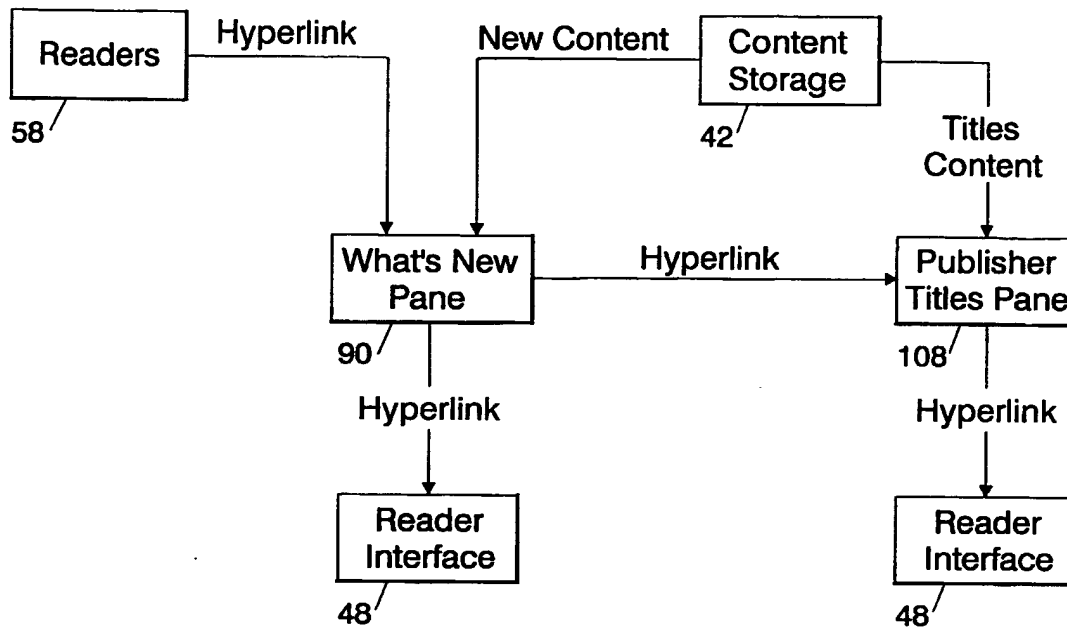 Readers
Hyperlink
New Content
Content
Storage
58
42
Titles
Content
What's New
Pane
Hyperlink
Publisher
Titles Pane
90
108
Hyperlink
Hyperlink
Reader
Interface
Reader
Interface
48
48